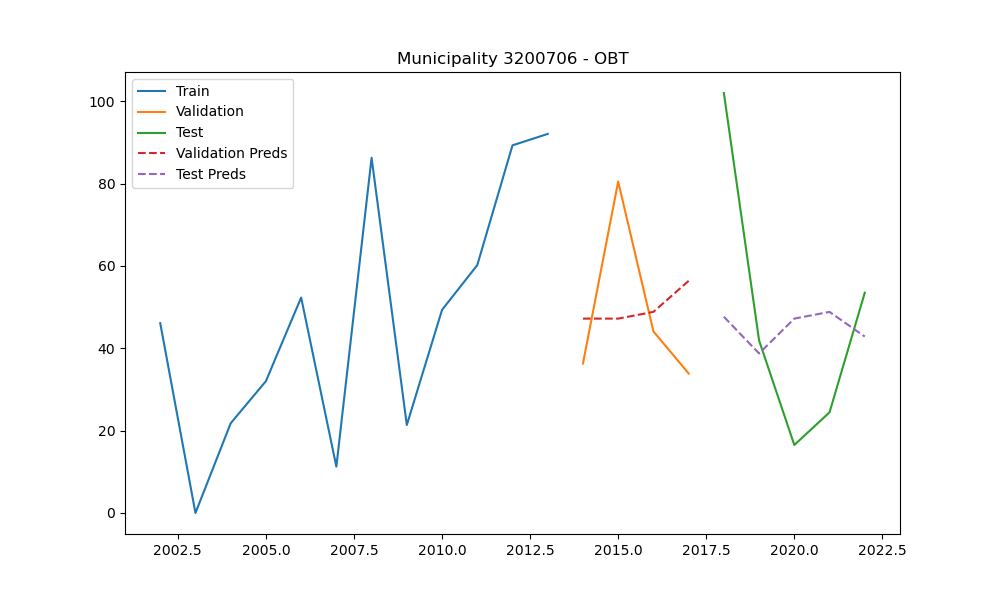 Municipality 3200706 - OBT
Train
Validation
Test
Validation Preds
Test Preds
100
80
60
40
20
0
2002.5 2005.0 2007.5 2010.0 2012.5 2015.0 2017.5 2020.0 2022.5